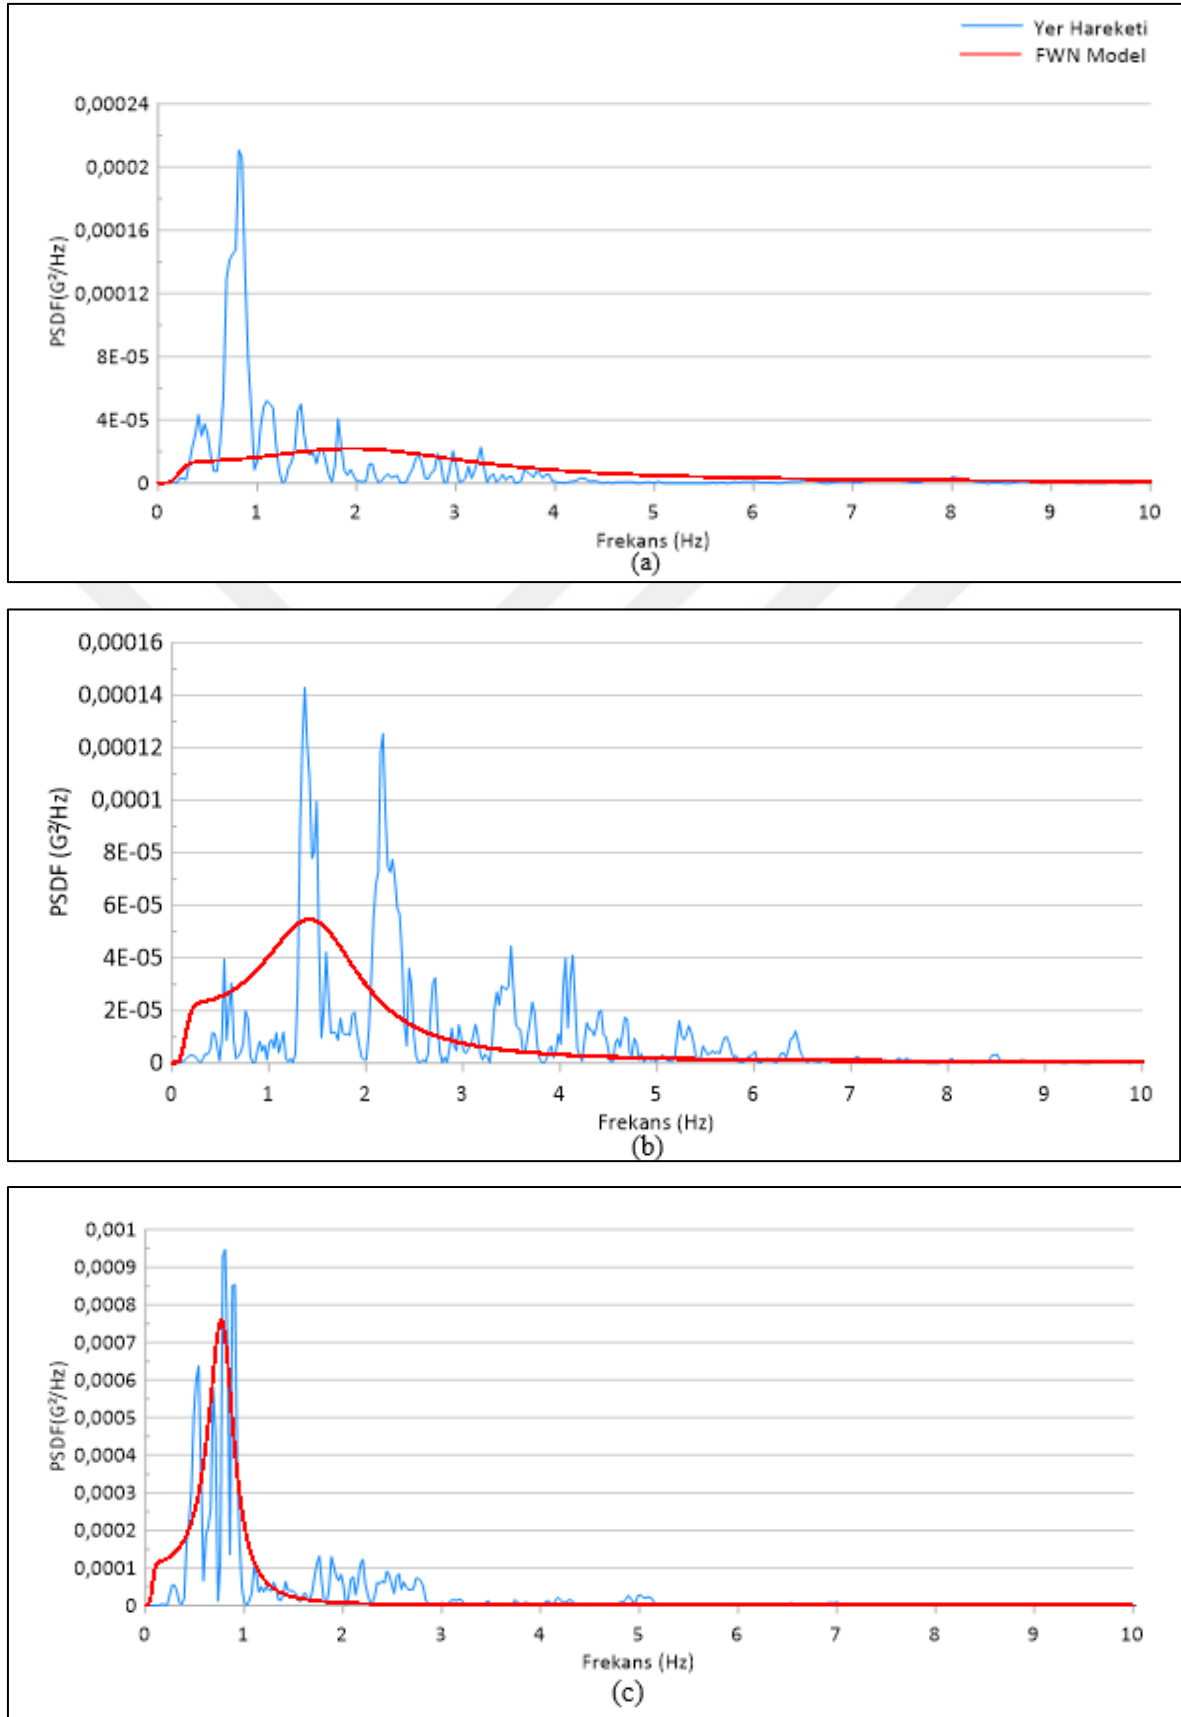 Yer Hareketi
FWN Model
0,00024
0,0002
0,00016
0,00012
8E-05
4E-05
0
PSDF(G²/Hz)
0 1 2 3 4 5 6 7 8 9 10
Frekans (Hz)
(a)
0,00016
0,00014
0,00012
0,0001
8E-05
6E-05
4E-05
2E-05
0
PSDF (G²/Hz)
0 1 2 3 4 5 6 7 8 9 10
Frekans (Hz)
(b)
0,001
0,0009
0,0008
0,0007
0,0006
0,0005
0,0004
0,0003
0,0002
0,0001
0
PSDF(G²/Hz)
0 1 2 3 4 5 6 7 8 9 10
Frekans (Hz)
(c)